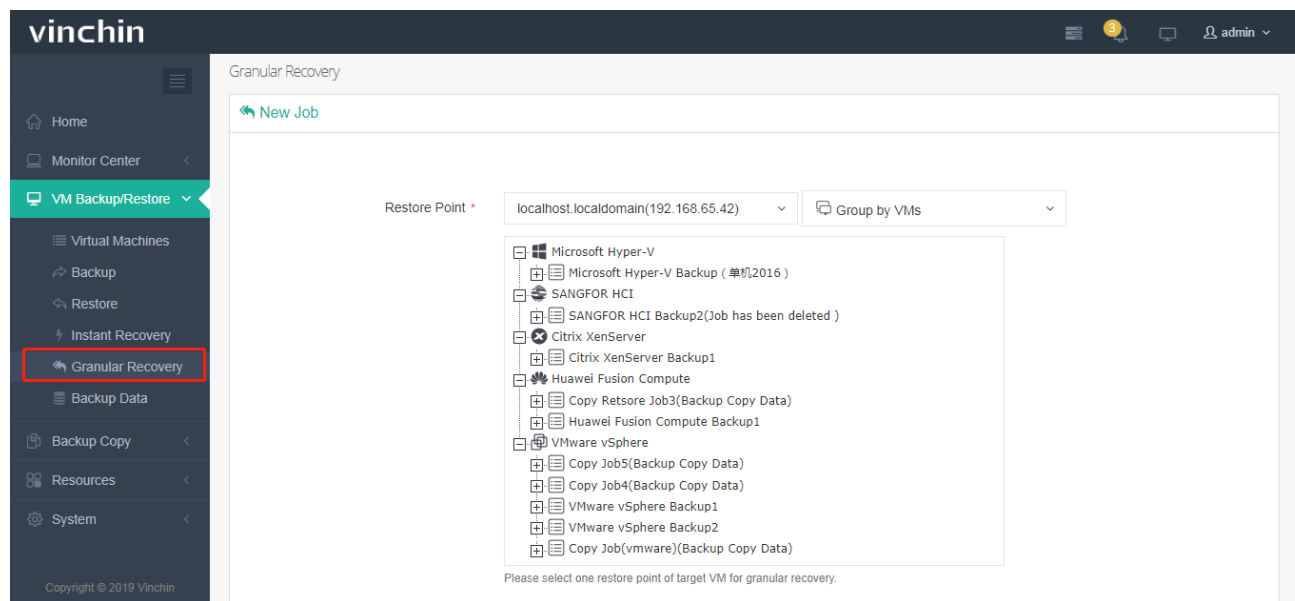 vinchin
3
admin
Granular Recovery
New Job
Home
Monitor Center
VM Backup/Restore
Virtual Machines
Backup
Restore
Instant Recovery
Granular Recovery
Backup Data
Backup Copy
Resources
System
Copyright © 2019 Vinchin
Restore Point *
localhost.localdomain(192.168.65.42)
Group by VMs
Microsoft Hyper-V
Microsoft Hyper-V Backup（单机2016）
SANGFOR HCI
SANGFOR HCI Backup2(Job has been deleted )
Citrix XenServer
Citrix XenServer Backup1
Huawei Fusion Compute
Copy Retsore Job3(Backup Copy Data)
Huawei Fusion Compute Backup1
VMware vSphere
Copy Job5(Backup Copy Data)
Copy Job4(Backup Copy Data)
VMware vSphere Backup1
VMware vSphere Backup2
Copy Job(vmware)(Backup Copy Data)
Please select one restore point of target VM for granular recovery.